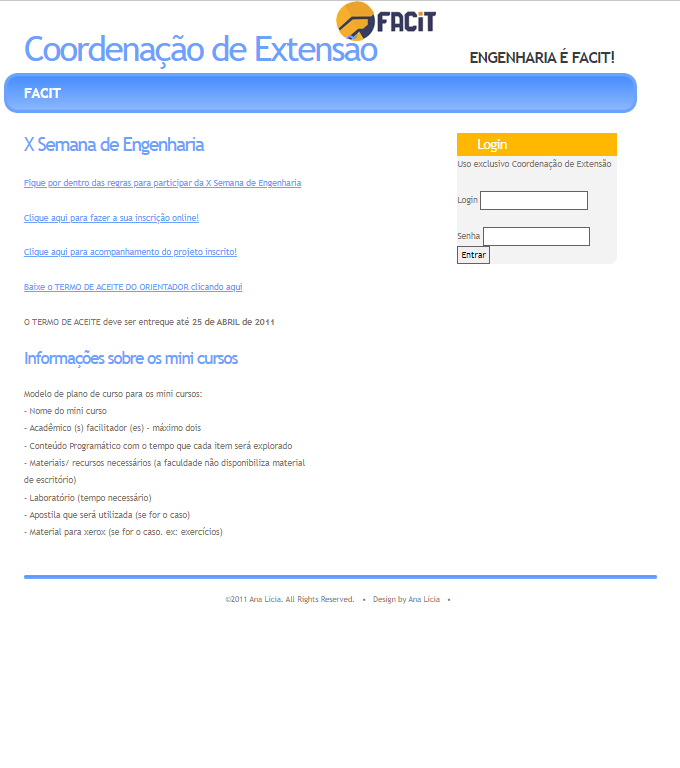 FACIT
Coordenação de Extensão
ENGENHARIA É FACIT!
FACIT
X Semana de Engenharia
Fique por dentro das regras para participar da X Semana de Engenharia
Clique aqui para fazer a sua inscrição online!
Clique aqui para acompanhamento do projeto inscrito!
Baixe o TERMO DE ACEITE DO ORIENTADOR clicando aqui
O TERMO DE ACEITE deve ser entregue até 25 de ABRIL de 2011
Informações sobre os mini cursos
Modelo de plano de curso para os mini cursos:
- Nome do mini curso
- Acadêmico (s) facilitador (es) - máximo dois
- Conteúdo Programático com o tempo que cada item será explorado
- Materiais/ recursos necessários (a faculdade não disponibiliza material
de escritório)
- Laboratório (tempo necessário)
- Apostila que será utilizada (se for o caso)
- Material para xerox (se for o caso. ex: exercícios)
Login
Uso exclusivo Coordenação de Extensão
Login
Senha
Entrar
©2011 Ana Lícia. All Rights Reserved. • Design by Ana Lícia •